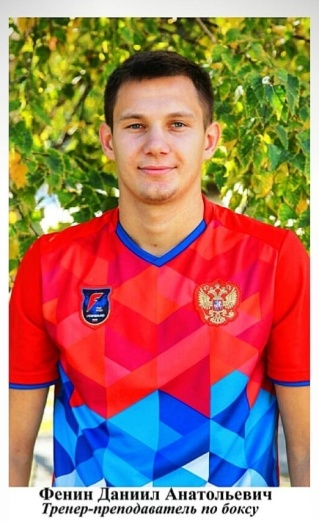 Фенин Даниил Анатольевич
Тренер-преподаватель по боксу